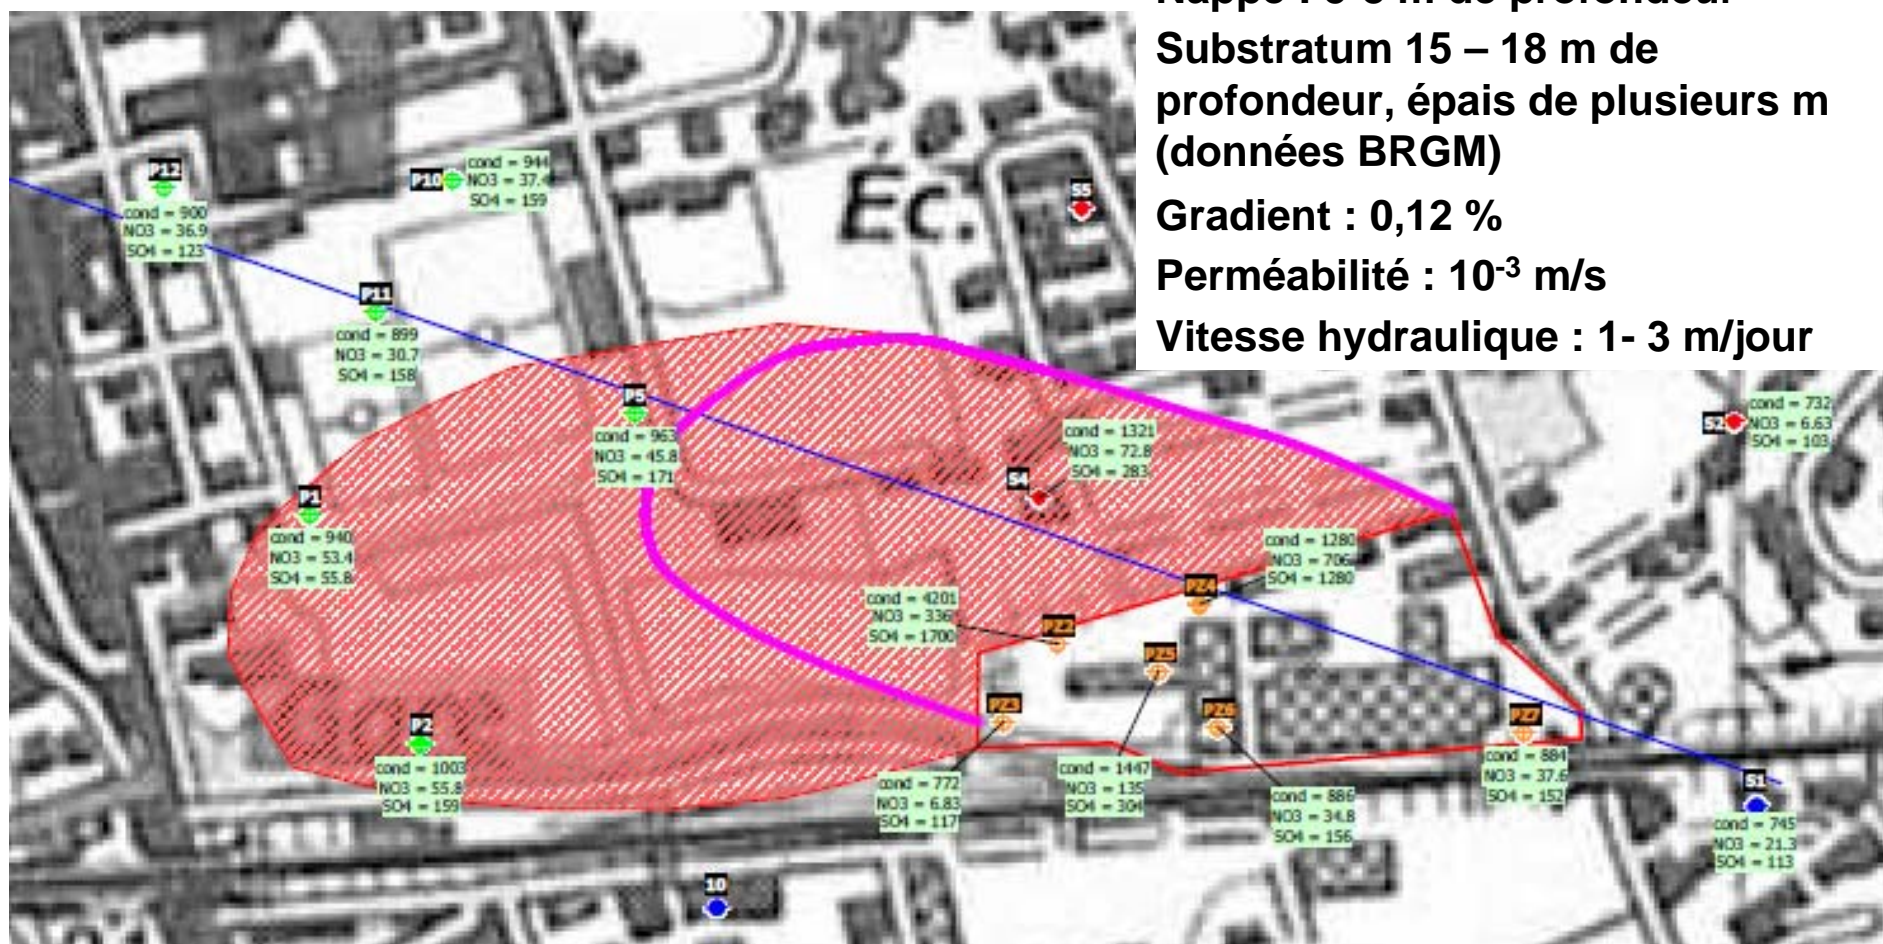 Substratum 15 – 18 m de
profondeur, épais de plusieurs m
(données BRGM)
Gradient : 0,12 %
Perméabilité : 10-3 m/s
Vitesse hydraulique : 1- 3 m/jour
Éc.
P12
cond = 900
NO3 = 36.9
SO4 = 123
P10
cond = 944
NO3 = 37.4
SO4 = 159
S5
P11
cond = 899
NO3 = 30.7
SO4 = 158
P5
cond = 963
NO3 = 45.8
SO4 = 171
cond = 1321
NO3 = 72.8
SO4 = 283
S4
S2
cond = 732
NO3 = 6.63
SO4 = 103
P1
cond = 940
NO3 = 53.4
SO4 = 55.8
cond = 1280
NO3 = 706
SO4 = 1280
PZ4
cond = 4201
NO3 = 336
SO4 = 1700
PZ2
PZ5
PZ3
PZ6
PZ7
P2
cond = 1003
NO3 = 55.8
SO4 = 159
cond = 772
NO3 = 6.83
SO4 = 117
cond = 1447
NO3 = 135
SO4 = 304
cond = 886
NO3 = 34.8
SO4 = 156
cond = 884
NO3 = 37.6
SO4 = 152
S1
cond = 745
NO3 = 21.3
SO4 = 113
10